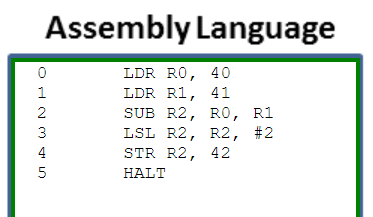 Assembly Language
0 LDR R0, 40
1 LDR R1, 41
2 SUB R2, R0, R1
3 LSL R2, R2, #2
4 STR R2, 42
5 HALT